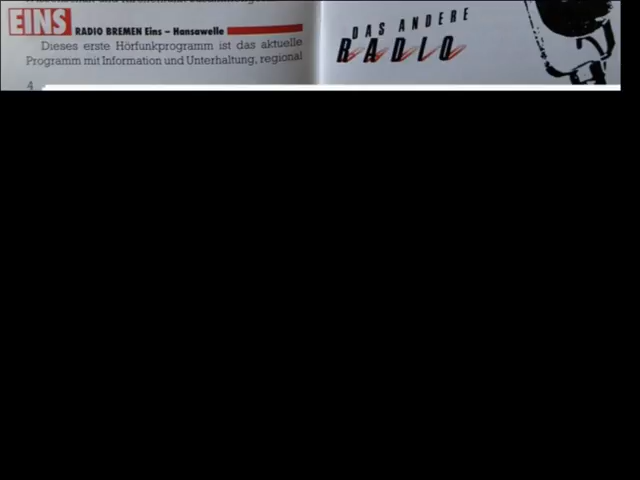 EINS RADIO BREMEN Eins – Hansawelle
Dieses erste Hörfunkprogramm ist das aktuelle
Programm mit Information und Unterhaltung, regional
4
DAS ANDERE
RADIO